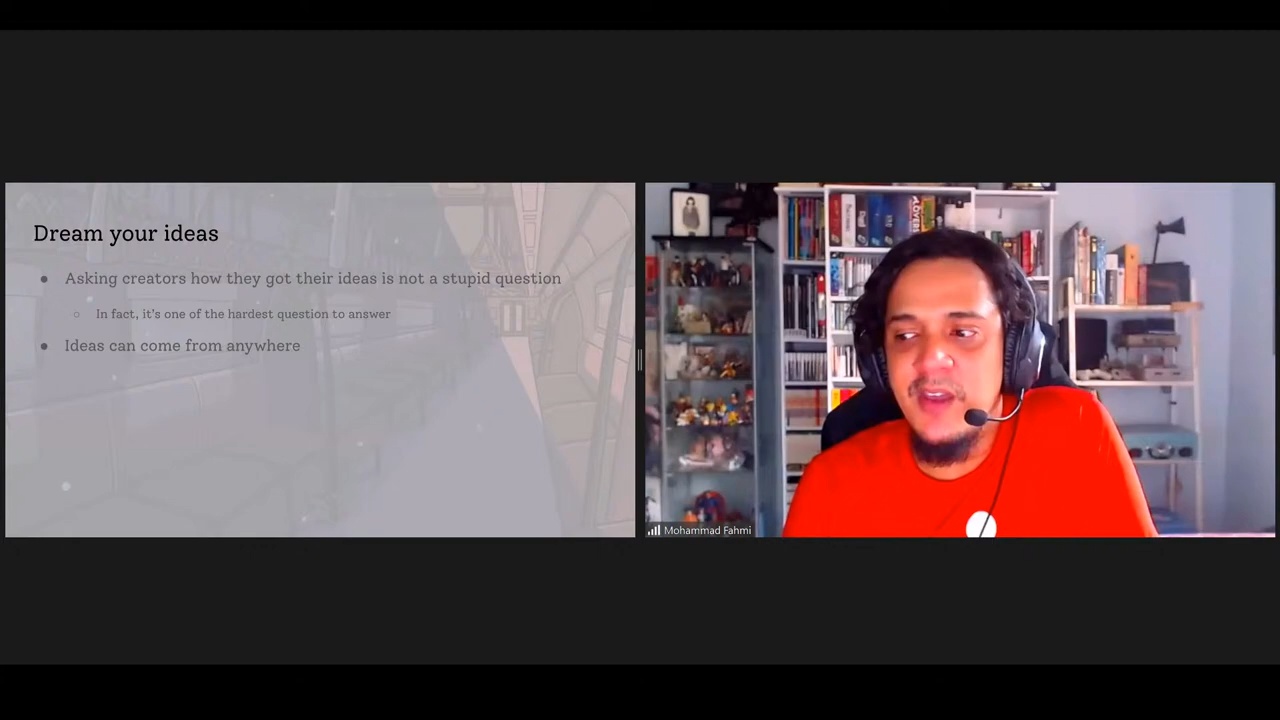 Dream your ideas
● Asking creators how they got their ideas is not a stupid question
○ In fact, it's one of the hardest question to answer
● Ideas can come from anywhere
Mohammad Fahmi